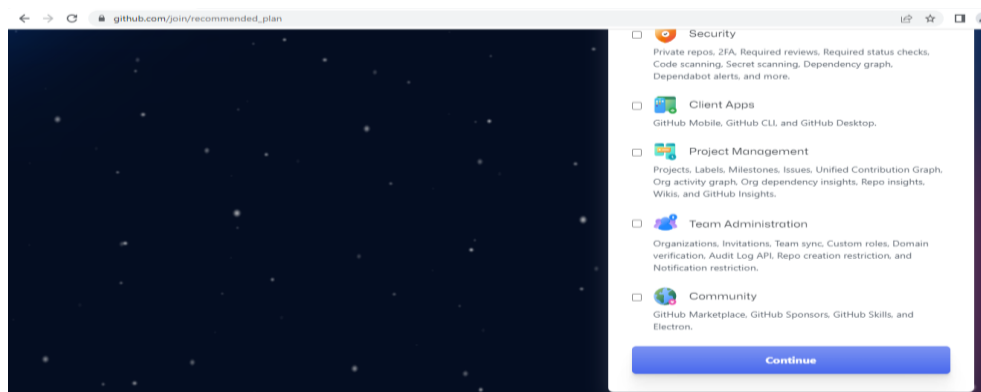 github.com/join/recommended_plan
Security
Private repos, 2FA, Required reviews, Required status checks,
Code scanning, Secret scanning, Dependency graph,
Dependabot alerts, and more.
Client Apps
GitHub Mobile, GitHub CLI, and GitHub Desktop.
Project Management
Projects, Labels, Milestones, Issues, Unified Contribution Graph,
Org activity graph, Org dependency insights, Repo insights,
Wikis, and GitHub Insights.
Team Administration
Organizations, Invitations, Team sync, Custom roles, Domain
verification, Audit Log API, Repo creation restriction, and
Notification restriction.
Community
GitHub Marketplace, GitHub Sponsors, GitHub Skills, and
Electron.
Continue